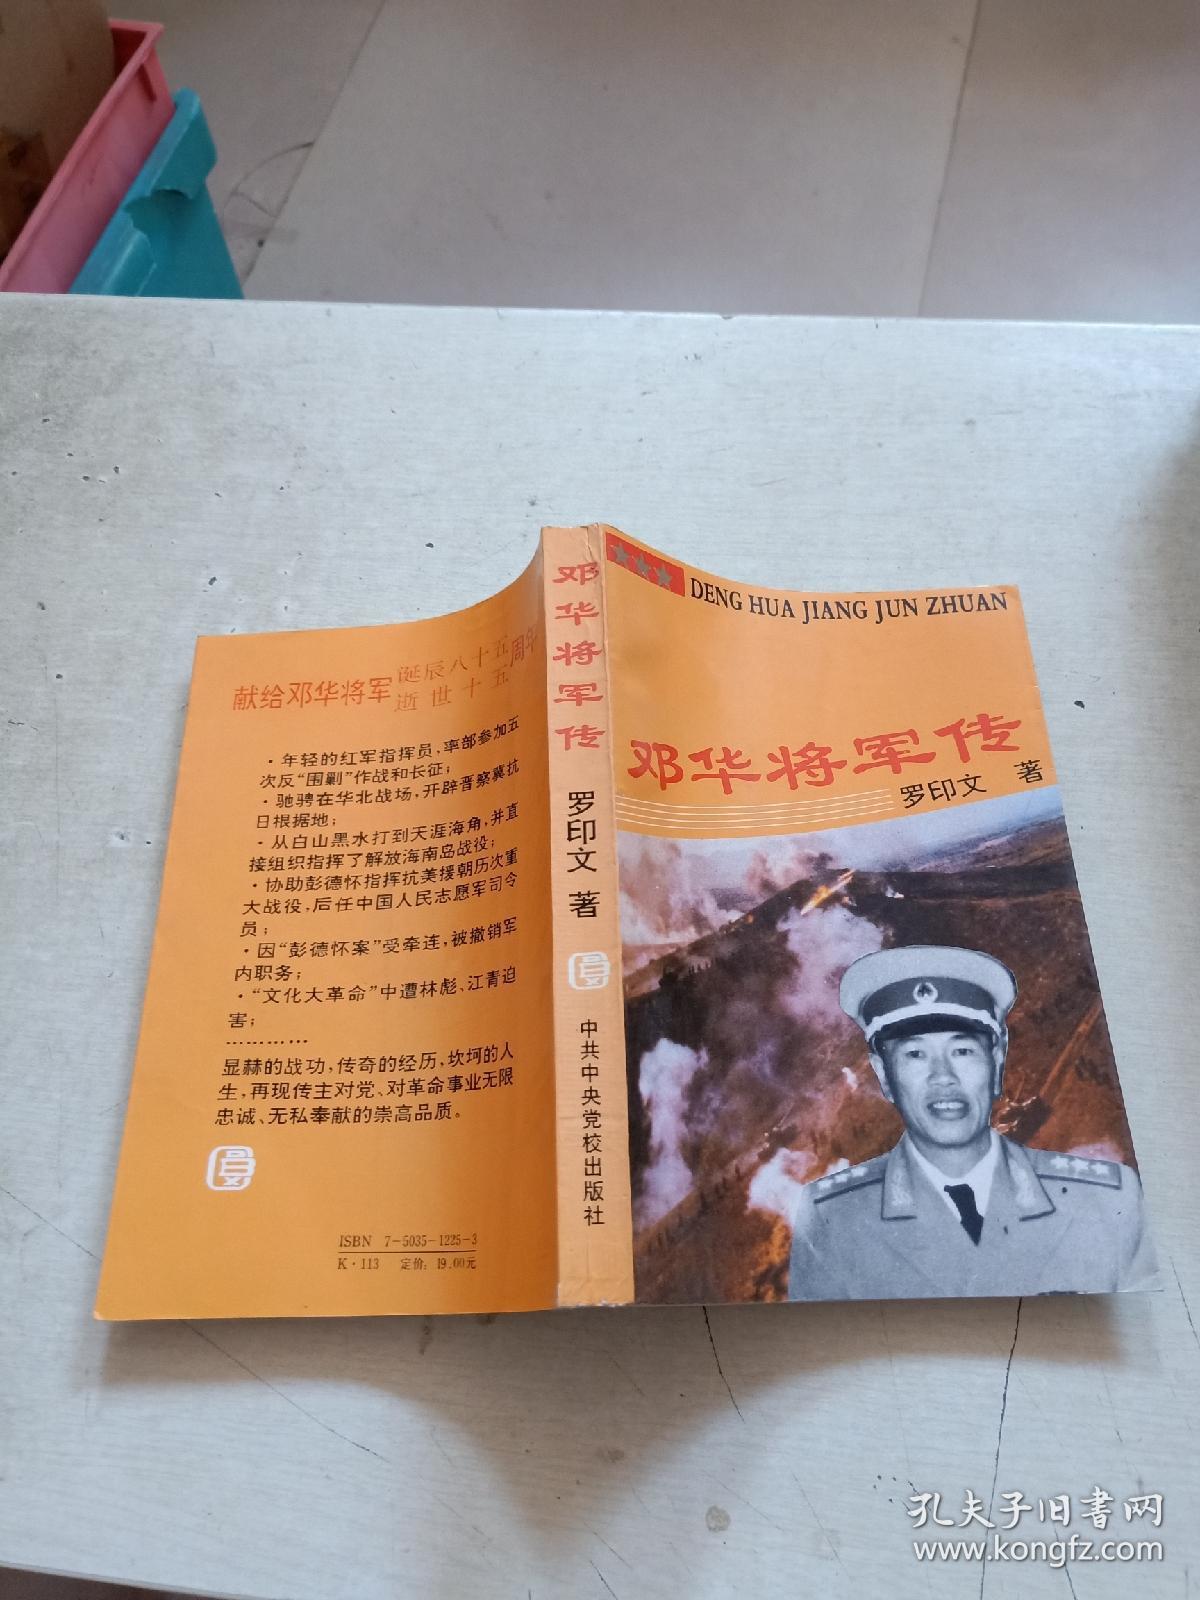 献给邓华将军诞辰八十五周年
逝世十五
·年轻的红军指挥员，率部参加五
次反“围剿”作战和长征；
·驰骋在华北战场，开辟晋察冀抗
日根据地；
·从白山黑水打到天涯海角，并直
接组织指挥了解放海南岛战役；
·协助彭德怀指挥抗美援朝历次重
大战役，后任中国人民志愿军司令
员；
·因“彭德怀案”受牵连，被撤销军
内职务；
·“文化大革命”中遭林彪、江青迫
害；
…………
显赫的战功，传奇的经历，坎坷的人
生，再现传主对党、对革命事业无限
忠诚、无私奉献的崇高品质。
ISBN 7-5035-1225-3
K·113 定价：19.00元
邓华将军传
罗印文 著
中共中央党校出版社
DENG HUA JIANG JUN ZHUAN
邓华将军传
罗印文 著
孔夫子旧书网
www.kongfz.com